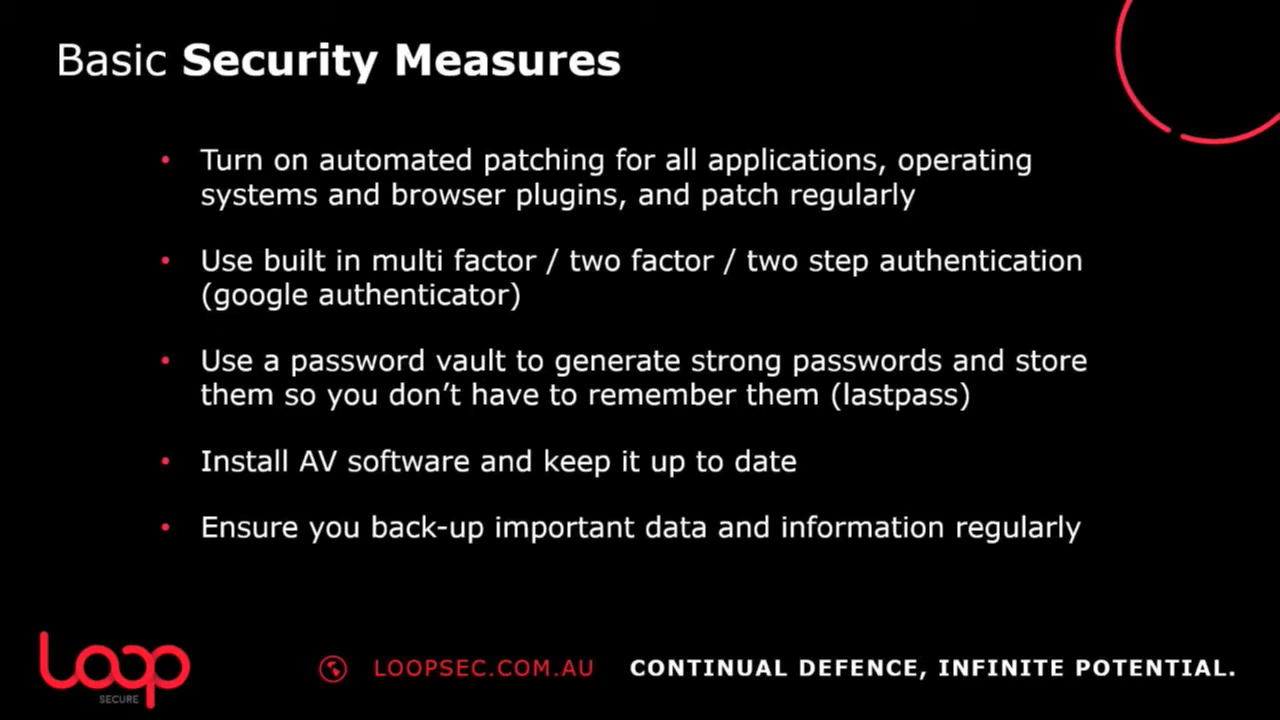 Basic Security Measures
• Turn on automated patching for all applications, operating
systems and browser plugins, and patch regularly
• Use built in multi factor / two factor / two step authentication
(google authenticator)
• Use a password vault to generate strong passwords and store
them so you don’t have to remember them (lastpass)
• Install AV software and keep it up to date
• Ensure you back-up important data and information regularly
Loop
SECURE
LOOPSEC.COM.AU CONTINUAL DEFENCE, INFINITE POTENTIAL.